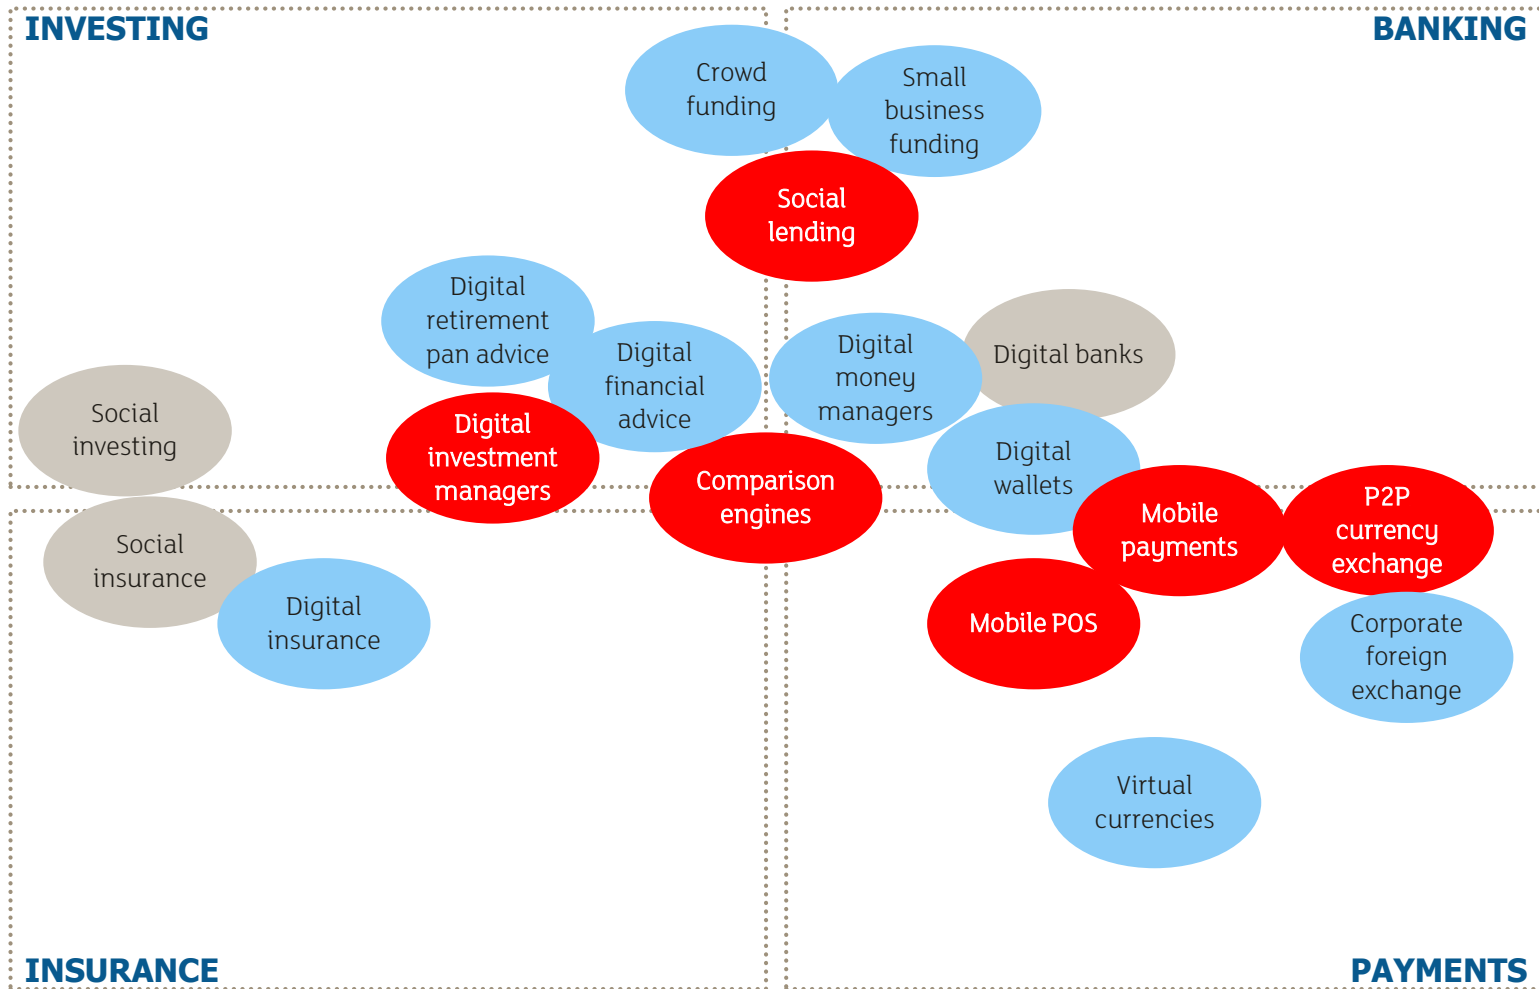 INVESTING
BANKING
Crowd
funding
Small
business
funding
Social
lending
Digital
retirement
pan advice
Digital
financial
advice
Digital
money
managers
Digital banks
Social
investing
Digital
investment
managers
Comparison
engines
Digital
wallets
Mobile
payments
P2P
currency
exchange
Social
insurance
Digital
insurance
Mobile POS
Corporate
foreign
exchange
Virtual
currencies
INSURANCE
PAYMENTS